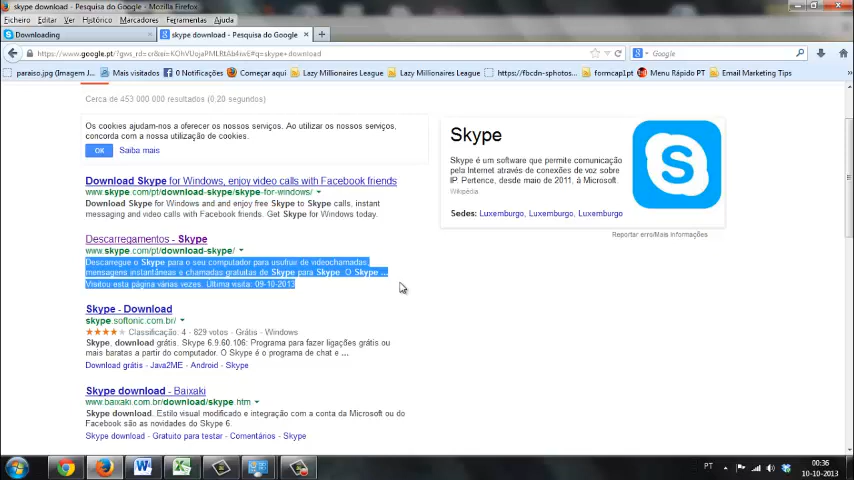 skype download - Pesquisa do Google - Mozilla Firefox
Ficheiro Editar Ver Histórico Marcadores Ferramentas Ajuda
Downloading
skype download - Pesquisa do Google
Google
paraiso.jpg (Imagem J...
Mais visitados
0 Notificações
Começar aqui
Lazy Millionaires League
Lazy Millionaires League
https://fbcdn-sphotos...
formcap1pt
Menu Rápido PT
Email Marketing Tips
Cerca de 453 000 000 resultados (0,20 segundos)
Os cookies ajudam-nos a oferecer os nossos serviços. Ao utilizar os nossos serviços,
concorda com a nossa utilização de cookies.
OK Saiba mais
Download Skype for Windows, enjoy video calls with Facebook friends
www.skype.com/pt/download-skype/skype-for-windows/
Download Skype for Windows and and enjoy free Skype to Skype calls, instant
messaging and video calls with Facebook friends. Get Skype for Windows today.
Descarregamentos - Skype
www.skype.com/pt/download-skype/
Descarregue o Skype para o seu computador para usufruir de videochamadas,
mensagens instantâneas e chamadas gratuitas de Skype para Skype. O Skype ...
Visitou esta página várias vezes. Última visita: 09-10-2013
Skype - Download
skype.softonic.com.br/
Classificação: 4 - 829 votos - Grátis - Windows
Skype, download grátis. Skype 6.9.60.106: Programa para fazer ligações grátis ou
mais baratas a partir do computador. O Skype é o programa de chat e ...
Download grátis - Java2ME - Android - Skype
Skype download - Baixaki
www.baixaki.com.br/download/skype.htm
Skype download. Estilo visual modificado e integração com a conta da Microsoft ou do
Facebook são as novidades do Skype 6.
Skype download - Gratuito para testar - Comentários - Skype
Skype
Skype é um software que permite comunicação
pela Internet através de conexões de voz sobre
IP. Pertence, desde maio de 2011, à Microsoft.
Wikipédia
Sedes: Luxemburgo, Luxemburgo, Luxemburgo
Reportar erro/Mais informações
PT
00:36
10-10-2013